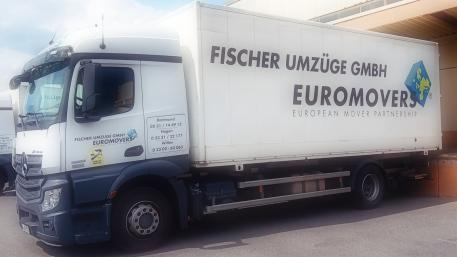 FISCHER UMZÜGE GMBH
EUROMOVERS
EUROPEAN MOVER PARTNERSHIP
FISCHER UMZÜGE GMBH
EUROMOVERS
Dortmund
Hagen
Witten